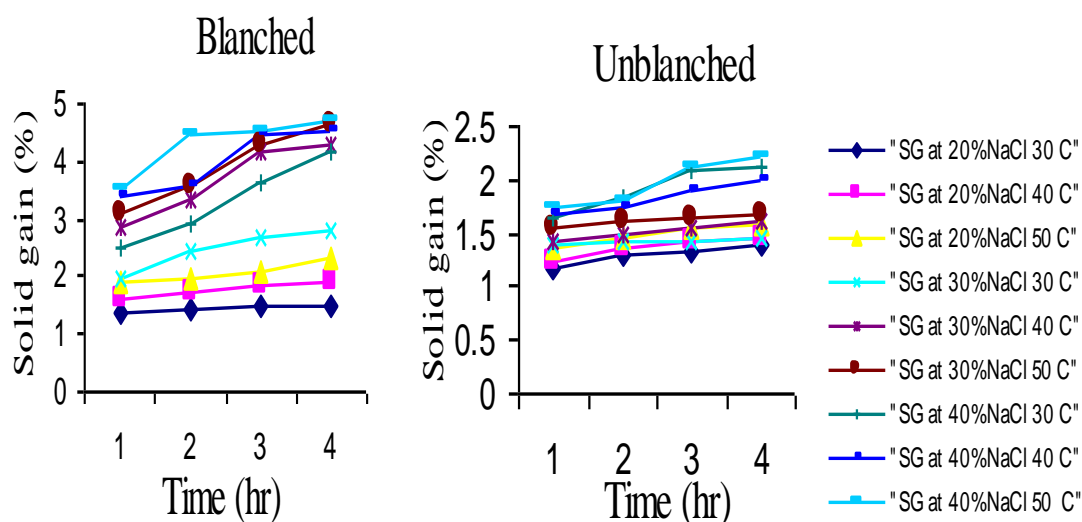 Blanched
Solid gain (%)
5
4
3
2
1
0
1 2 3 4
Time (hr)
Unblanched
Solid gain (%)
2.5
2
1.5
1
0.5
0
1 2 3 4
Time (hr)
"SG at 20%NaCl 30 C"
"SG at 20%NaCl 40 C"
"SG at 20%NaCl 50 C"
"SG at 30%NaCl 30 C"
"SG at 30%NaCl 40 C"
"SG at 30%NaCl 50 C"
"SG at 40%NaCl 30 C"
"SG at 40%NaCl 40 C"
"SG at 40%NaCl 50 C"